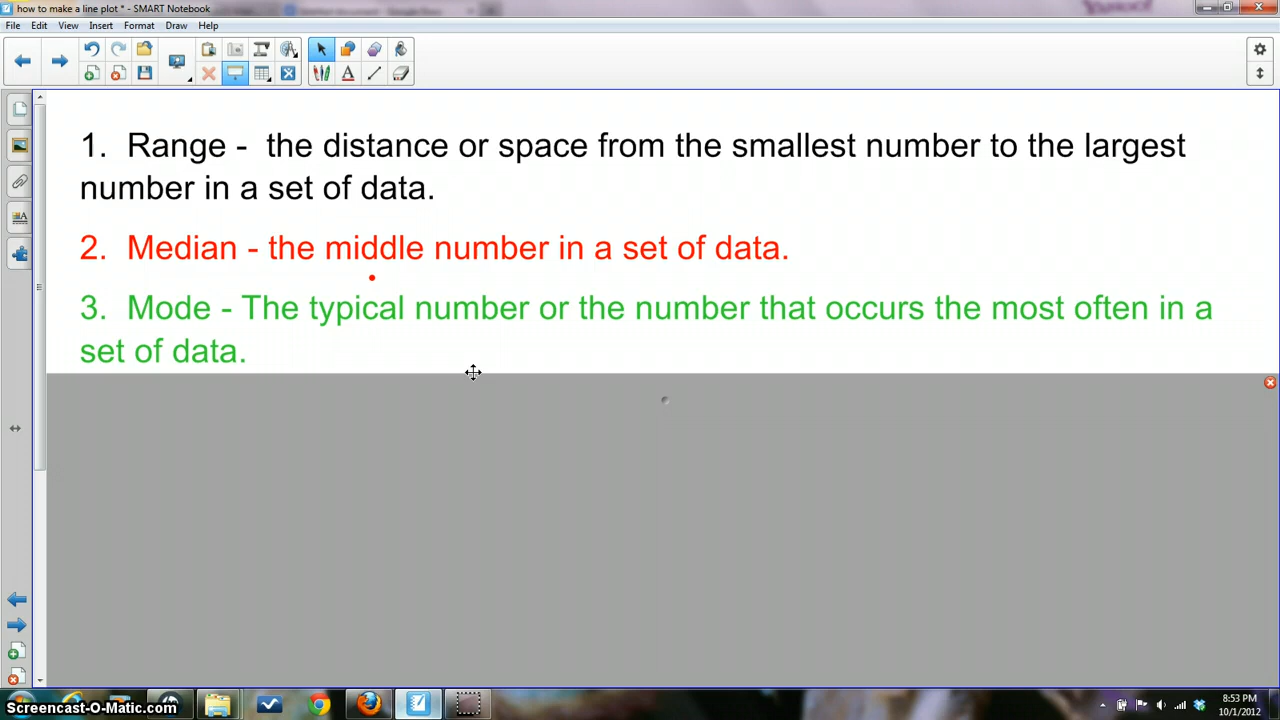 how to make a line plot * - SMART Notebook
File Edit View Insert Format Draw Help
1. Range - the distance or space from the smallest number to the largest
number in a set of data.
2. Median - the middle number in a set of data.
3. Mode - The typical number or the number that occurs the most often in a
set of data.
Screencast-O-Matic.com
8:53 PM
10/1/2012